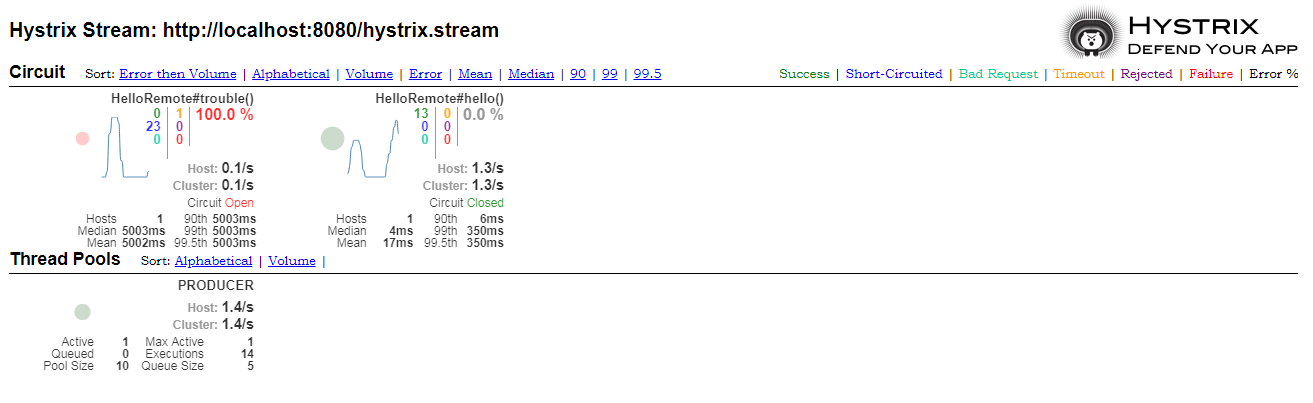 Hystrix Stream: http://localhost:8080/hystrix.stream
HYSTRIX
DEFEND YOUR APP
Circuit Sort: Error then Volume | Alphabetical | Volume | Error | Mean | Median | 90 | 99 | 99.5
Success | Short-Circuited | Bad Request | Timeout | Rejected | Failure | Error %
HelloRemote#trouble()
0 1 100.0 %
23 0
0 0
Host: 0.1/s
Cluster: 0.1/s
Circuit Open
Hosts 1 90th 5003ms
Median 5003ms 99th 5003ms
Mean 5002ms 99.5th 5003ms
HelloRemote#hello()
13 0 0.0 %
0 0
0 0
Host: 1.3/s
Cluster: 1.3/s
Circuit Closed
Hosts 1 90th 6ms
Median 4ms 99th 350ms
Mean 17ms 99.5th 350ms
Thread Pools Sort: Alphabetical | Volume |
PRODUCER
Host: 1.4/s
Cluster: 1.4/s
Active 1 Max Active 1
Queued 0 Executions 14
Pool Size 10 Queue Size 5